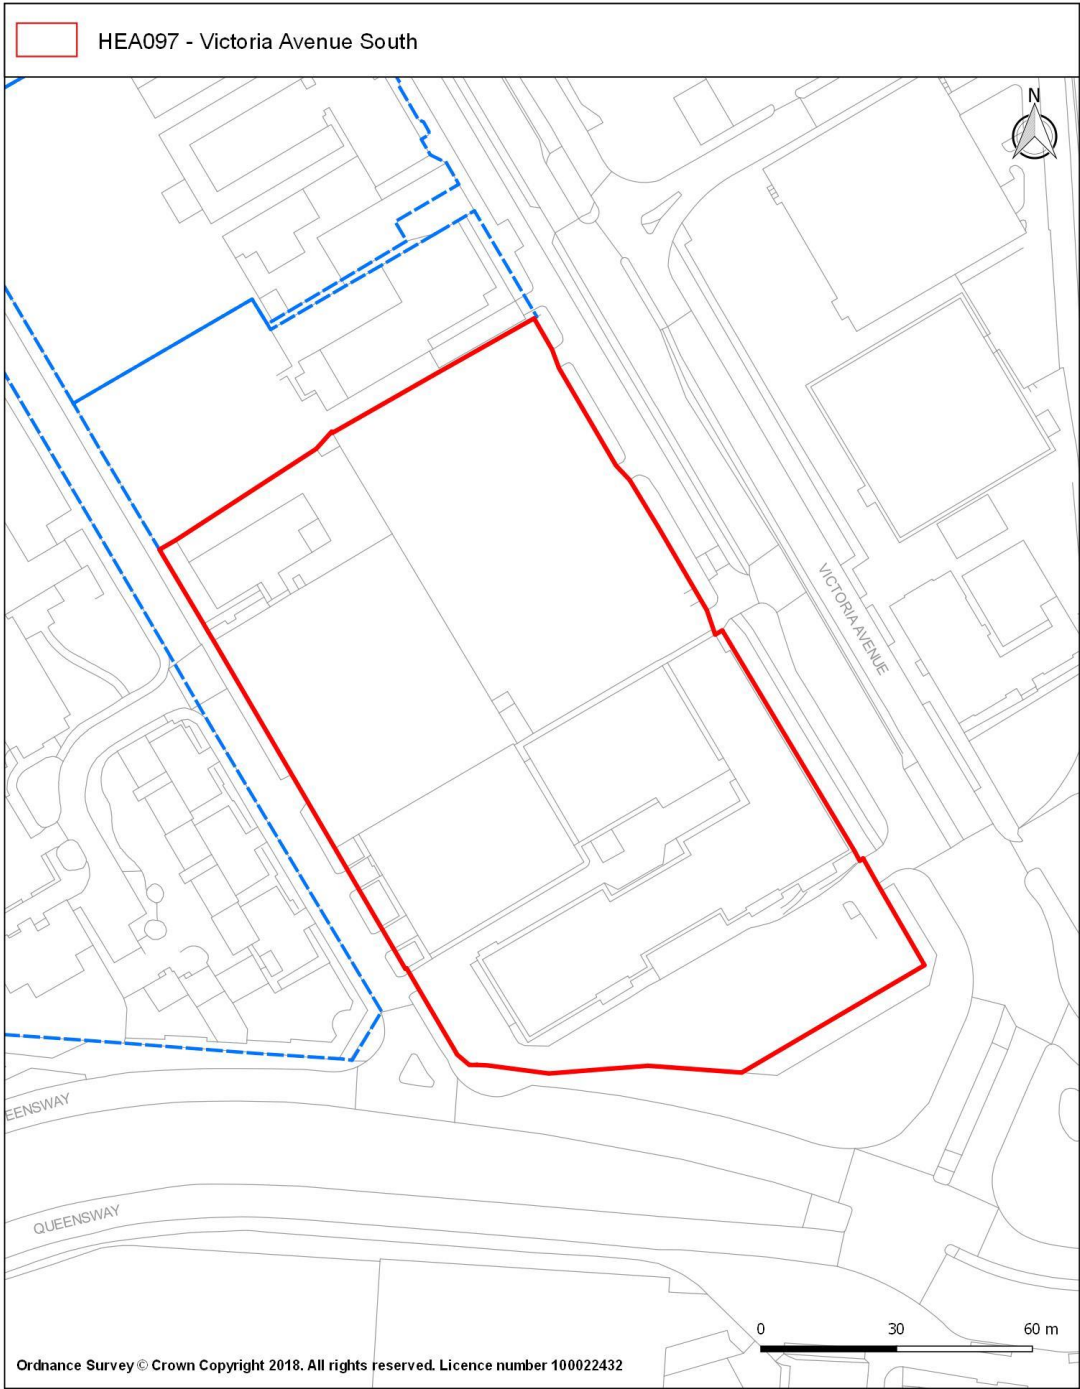 HEA097 - Victoria Avenue South
N
VICTORIA AVENUE
EENSWAY
QUEENSWAY
0 30 60 m
Ordnance Survey © Crown Copyright 2018. All rights reserved. Licence number 100022432